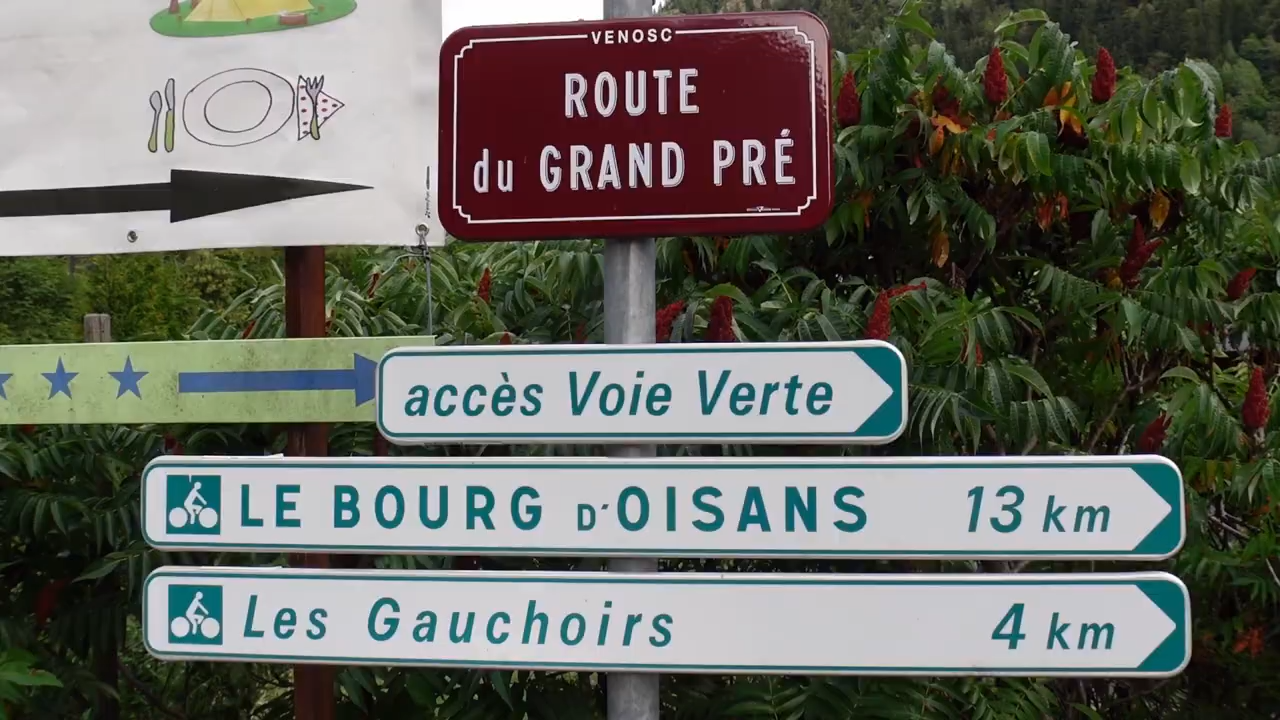 VENOSC
ROUTE
du GRAND PRÉ
accès Voie Verte
LE BOURG D'OISANS 13 km
Les Gauchoirs 4 km